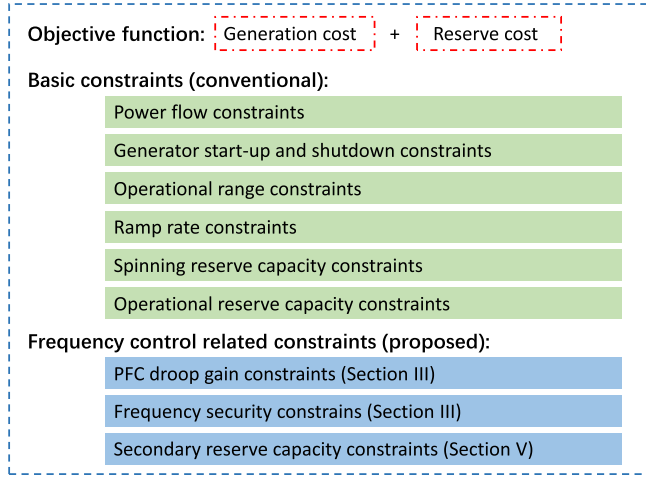 Objective function: Generation cost + Reserve cost
Basic constraints (conventional):
Power flow constraints
Generator start-up and shutdown constraints
Operational range constraints
Ramp rate constraints
Spinning reserve capacity constraints
Operational reserve capacity constraints
Frequency control related constraints (proposed):
PFC droop gain constraints (Section III)
Frequency security constrains (Section III)
Secondary reserve capacity constraints (Section V)